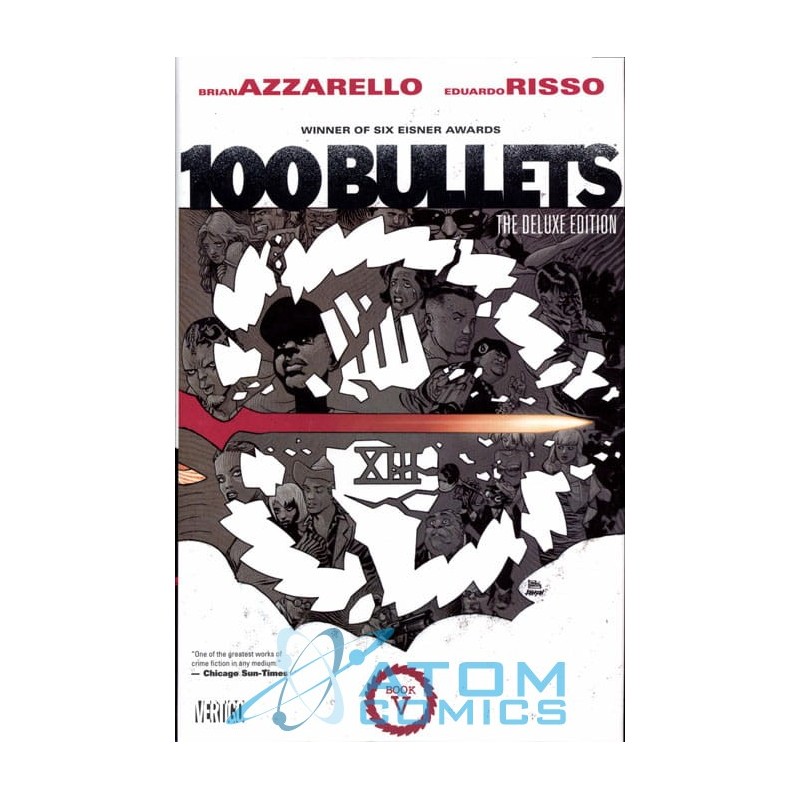 BRIAN AZZARELLO EDUARDO RISSO
WINNER OF SIX EISNER AWARDS
100 BULLETS
THE DELUXE EDITION
XIII
"One of the greatest works of
crime fiction in any medium."
— Chicago Sun-Times
VERTIGO
BOOK
V
ATOM
COMICS